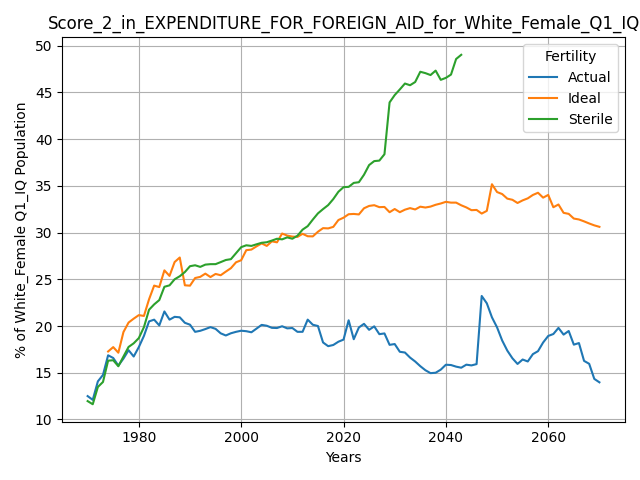 Score_2_in_EXPENDITURE_FOR_FOREIGN_AID_for_White_Female_Q1_IQ
% of White_Female Q1_IQ Population
50
45
40
35
30
25
20
15
10
Fertility
Actual
Ideal
Sterile
1980
2000
2020
2040
2060
Years